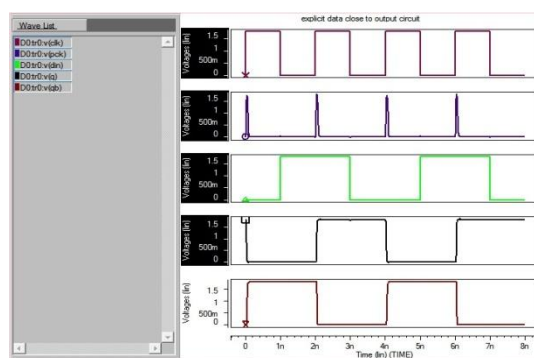 Wave List
D0:tr0:v(clk)
D0:tr0:v(pck)
D0:tr0:v(din)
D0:tr0:v(q)
D0:tr0:v(qb)
explicit data close to output circuit
Voltages (lin)
1.5
1
500m
0
Voltages (lin)
1.5
1
500m
0
Voltages (lin)
1.5
1
500m
0
Voltages (lin)
1.5
1
500m
0
Voltages (lin)
1.5
1
500m
0
0 1n 2n 3n 4n 5n 6n 7n 8n
Time (lin) (TIME)